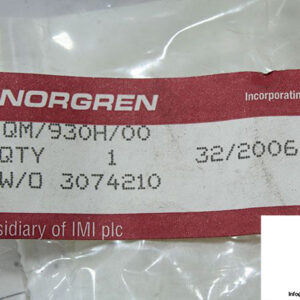 NORGREN
Incorporatin
QM/930H/00
QTY 1 32/2006
W/O 3074210
sidiary of IMI plc